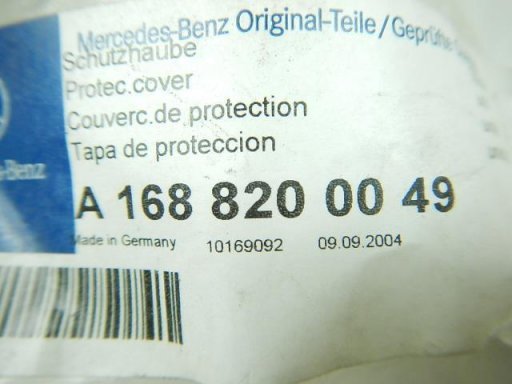 Mercedes-Benz Original-Teile/Geprüfte
Schutzhaube
Protec.cover
Couverc.de protection
Tapa de proteccion
A 168 820 00 49
Made in Germany 10169092 09.09.2004